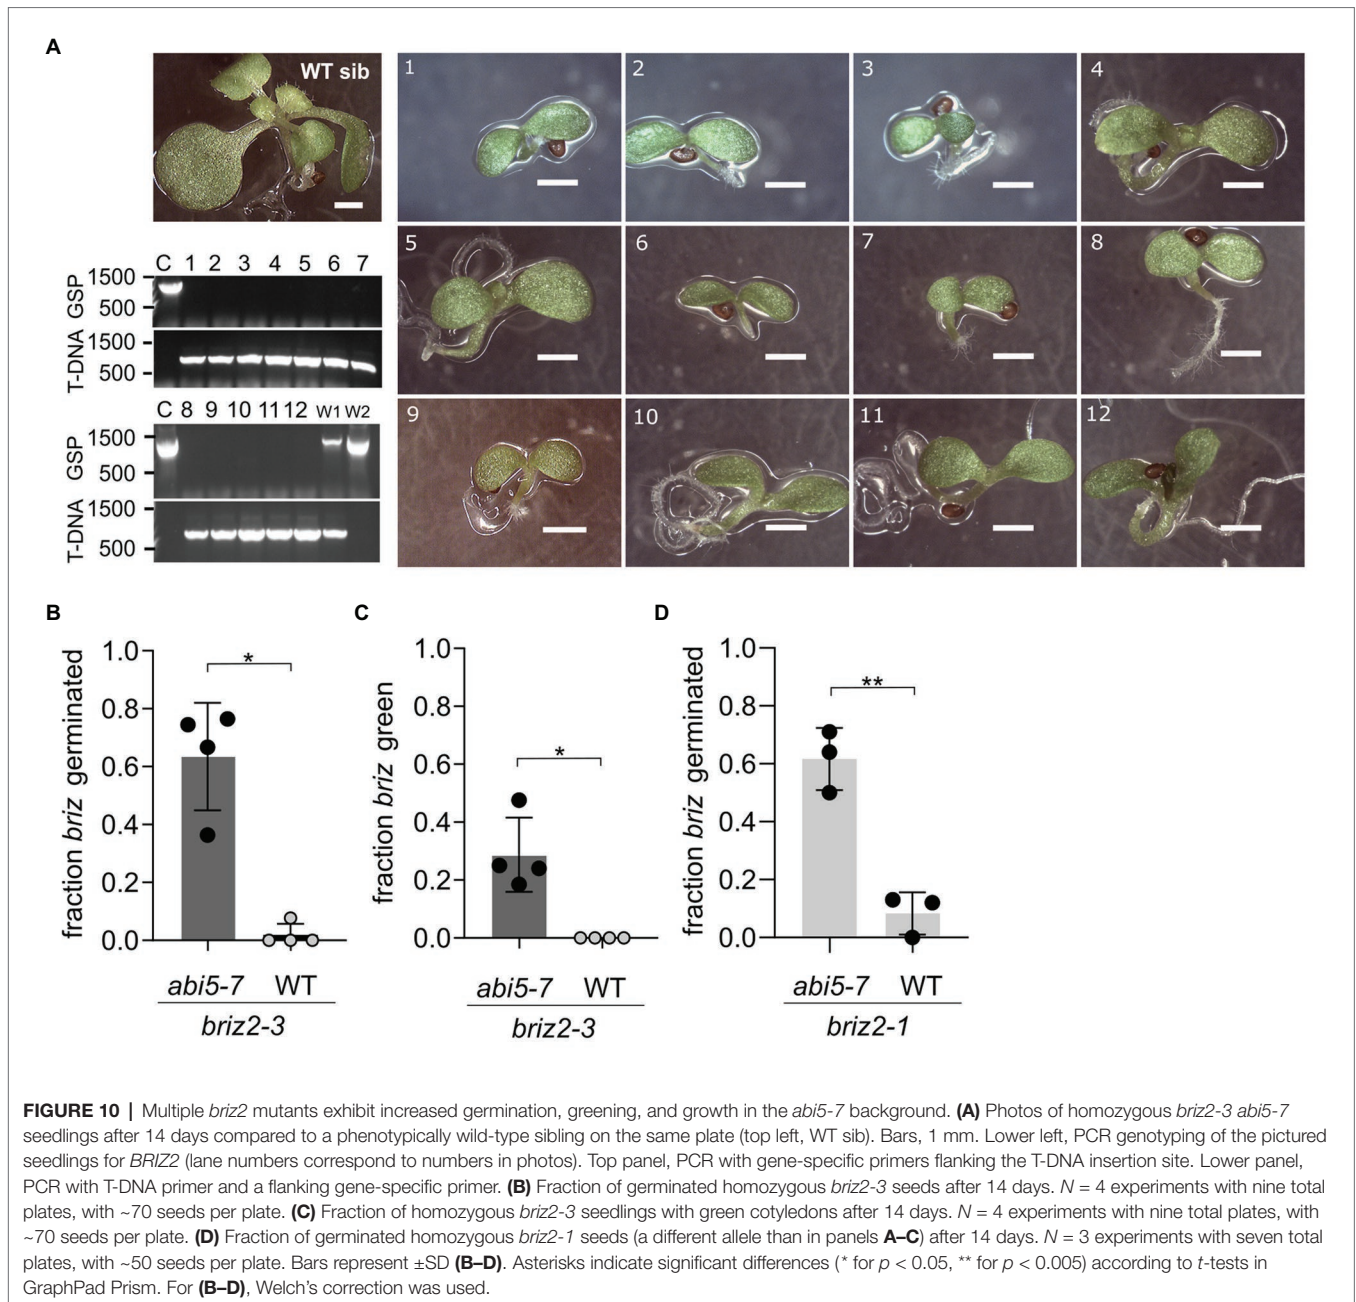 A
WT sib
1
2
3
4
5
6
7
8
9
10
11
12
C 1 2 3 4 5 6 7
1500
500
GSP
1500
500
T-DNA
C 8 9 10 11 12 W1 W2
1500
500
GSP
1500
500
T-DNA
B
fraction briz germinated
1.0
0.8
0.6
0.4
0.2
0.0
*
abi5-7 WT
briz2-3
C
fraction briz green
1.0
0.8
0.6
0.4
0.2
0.0
*
abi5-7 WT
briz2-3
D
fraction briz germinated
1.0
0.8
0.6
0.4
0.2
0.0
**
abi5-7 WT
briz2-1
FIGURE 10 | Multiple briz2 mutants exhibit increased germination, greening, and growth in the abi5-7 background. (A) Photos of homozygous briz2-3 abi5-7
seedlings after 14 days compared to a phenotypically wild-type sibling on the same plate (top left, WT sib). Bars, 1 mm. Lower left, PCR genotyping of the pictured
seedlings for BRIZ2 (lane numbers correspond to numbers in photos). Top panel, PCR with gene-specific primers flanking the T-DNA insertion site. Lower panel,
PCR with T-DNA primer and a flanking gene-specific primer. (B) Fraction of germinated homozygous briz2-3 seeds after 14 days. N = 4 experiments with nine total
plates, with ~70 seeds per plate. (C) Fraction of homozygous briz2-3 seedlings with green cotyledons after 14 days. N = 4 experiments with nine total plates, with
~70 seeds per plate. (D) Fraction of germinated homozygous briz2-1 seeds (a different allele than in panels A–C) after 14 days. N = 3 experiments with seven total
plates, with ~50 seeds per plate. Bars represent ±SD (B–D). Asterisks indicate significant differences (* for p < 0.05, ** for p < 0.005) according to t-tests in
GraphPad Prism. For (B–D), Welch's correction was used.